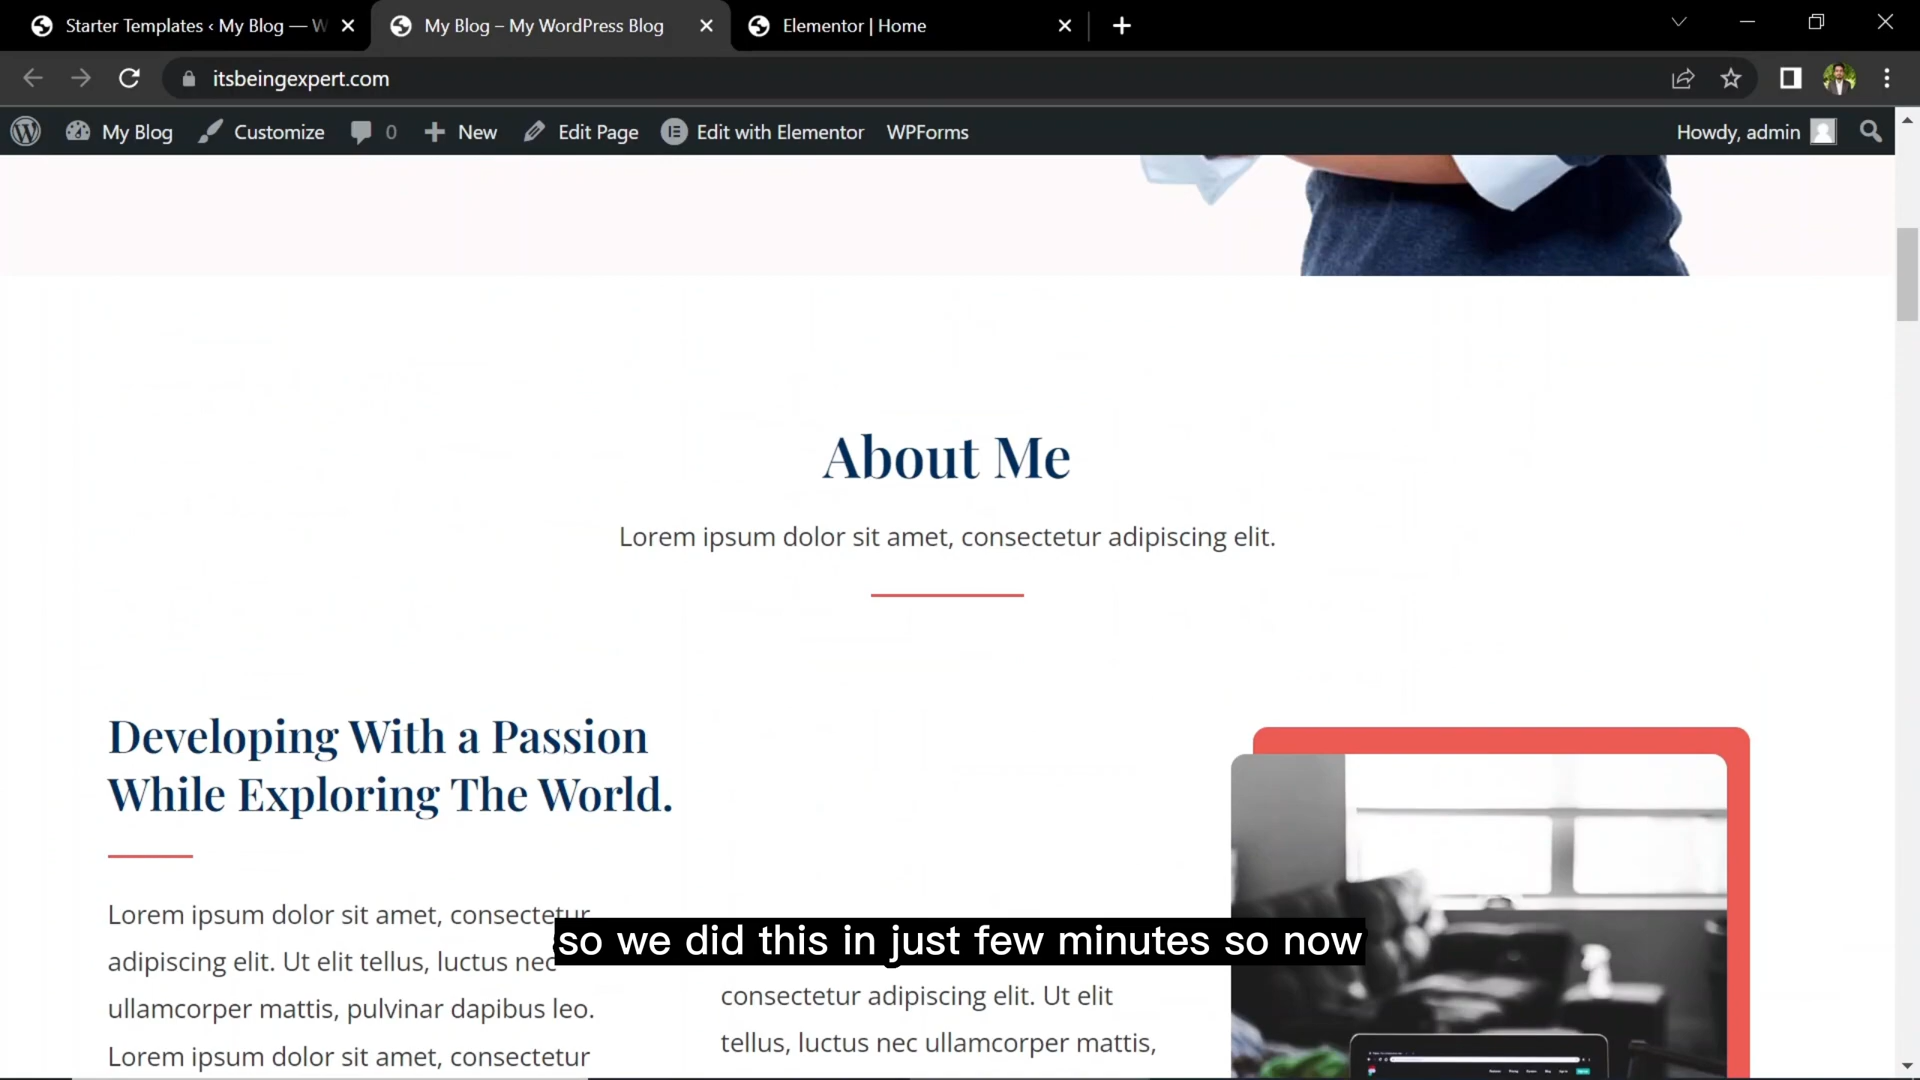 Starter Templates ‹ My Blog — W
My Blog – My WordPress Blog
Elementor | Home
itsbeingexpert.com
My Blog
Customize
0
New
Edit Page
Edit with Elementor
WPForms
Howdy, admin
About Me
Lorem ipsum dolor sit amet, consectetur adipiscing elit.
Developing With a Passion
While Exploring The World.
Lorem ipsum dolor sit amet, consectetur
adipiscing elit. Ut elit tellus, luctus nec
ullamcorper mattis, pulvinar dapibus leo.
Lorem ipsum dolor sit amet, consectetur
consectetur adipiscing elit. Ut elit
tellus, luctus nec ullamcorper mattis,
so we did this in just few minutes so now